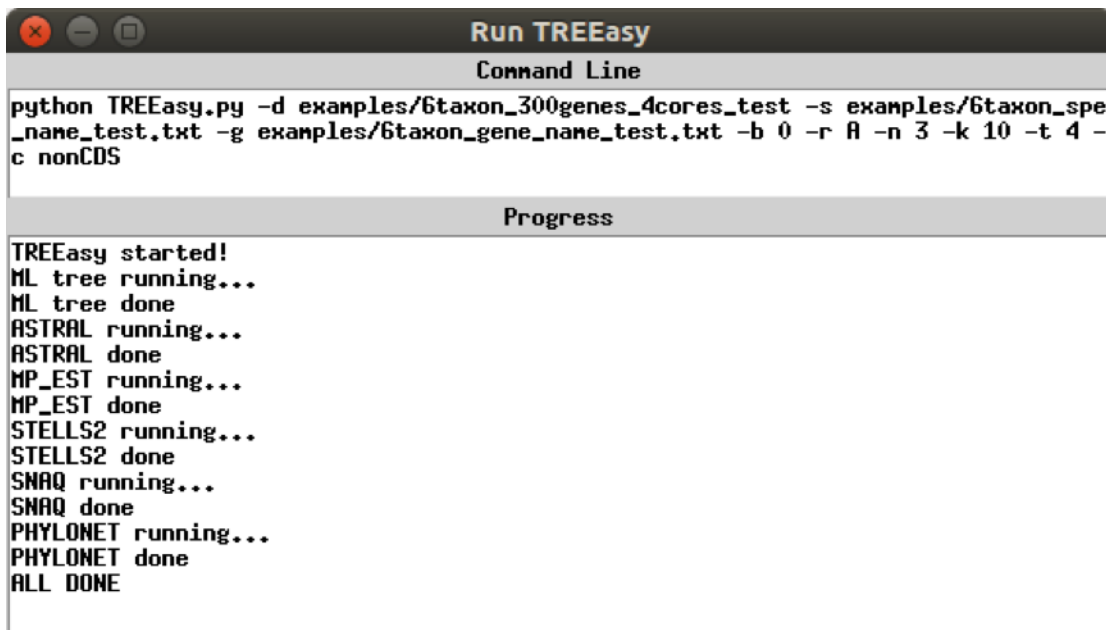 Run TREEasy
Command Line
python TREEasy.py -d examples/6taxon_300genes_4cores_test -s examples/6taxon_spe
_name_test.txt -g examples/6taxon_gene_name_test.txt -b 0 -r A -n 3 -k 10 -t 4 -
c nonCDS
Progress
TREEasy started!
ML tree running...
ML tree done
ASTRAL running...
ASTRAL done
MP_EST running...
MP_EST done
STELLS2 running...
STELLS2 done
SNAQ running...
SNAQ done
PHYLONET running...
PHYLONET done
ALL DONE